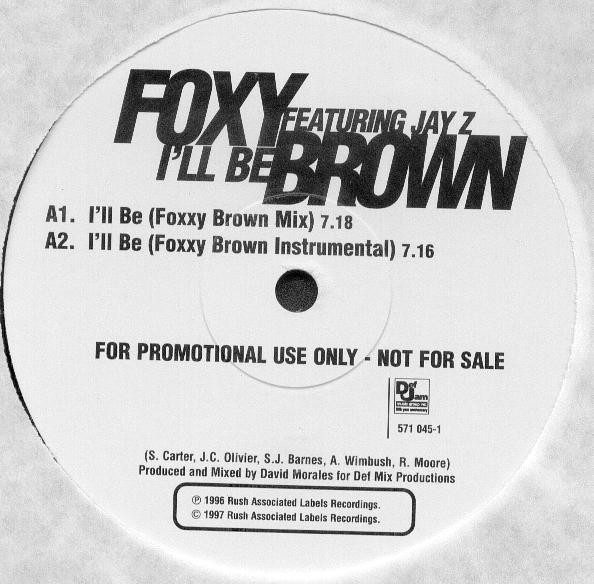 FOXY
FEATURING JAY Z
I'LL BE
BROWN
A1. I'll Be (Foxxy Brown Mix) 7.18
A2. I'll Be (Foxxy Brown Instrumental) 7.16
FOR PROMOTIONAL USE ONLY - NOT FOR SALE
Def
Jam
571 045-1
(S. Carter, J.C. Olivier, S.J. Barnes, A. Wimbush, R. Moore)
Produced and Mixed by David Morales for Def Mix Productions
℗ 1996 Rush Associated Labels Recordings.
© 1997 Rush Associated Labels Recordings.